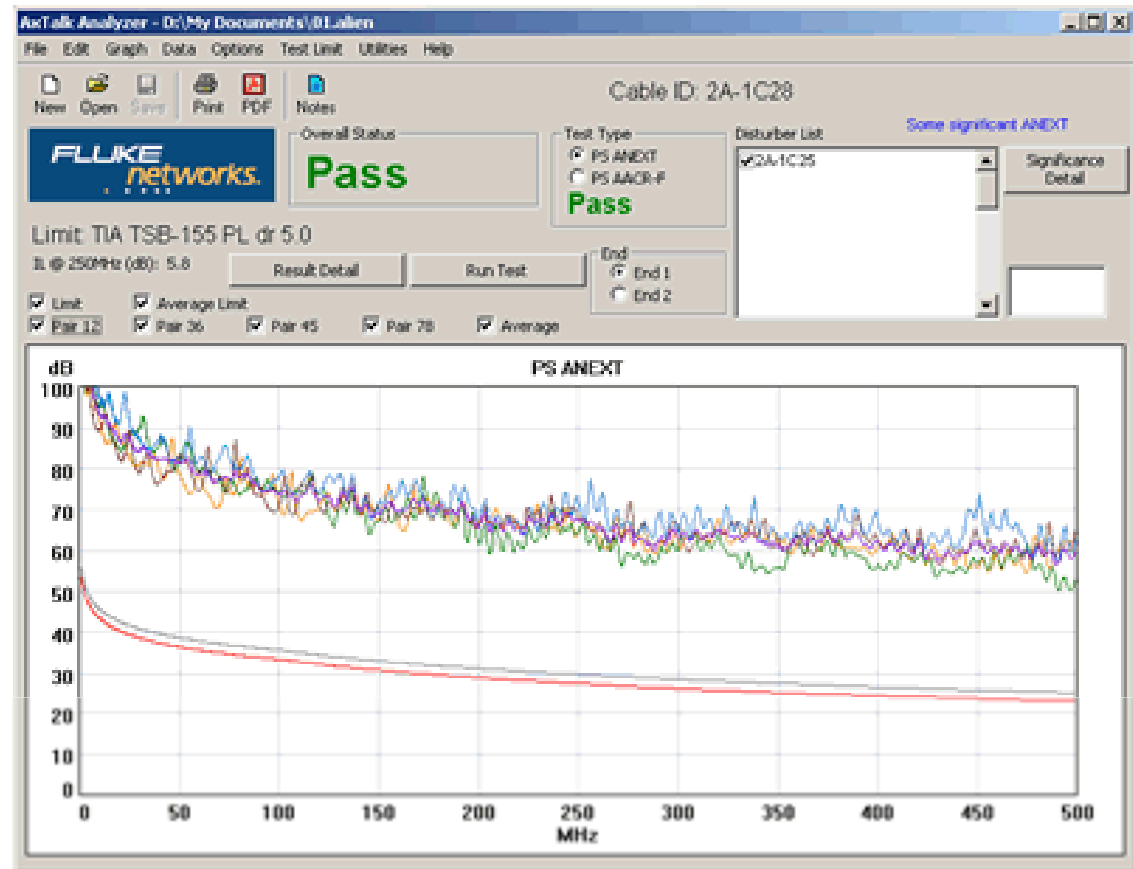 AxTalk Analyzer - D:\My Documents\01.alien
File Edit Graph Data Options Test Limit Utilities Help
New Open Save Print PDF Notes
Cable ID: 2A-1C28
Some significant ANEXT
FLUKE networks.
Overall Status
Pass
Test Type
PS ANEXT
PS AACR-F
Pass
Disturber List
2A-1C25
Significance Detail
Limit: TIA TSB-155 PL dr 5.0
IL @ 250MHz (dB): 5.8
Result Detail
Run Test
End
End 1
End 2
Limit Average Limit
Pair 12 Pair 36 Pair 45 Pair 78 Average
PS ANEXT
dB
100
90
80
70
60
50
40
30
20
10
0
0 50 100 150 200 250 300 350 400 450 500
MHz